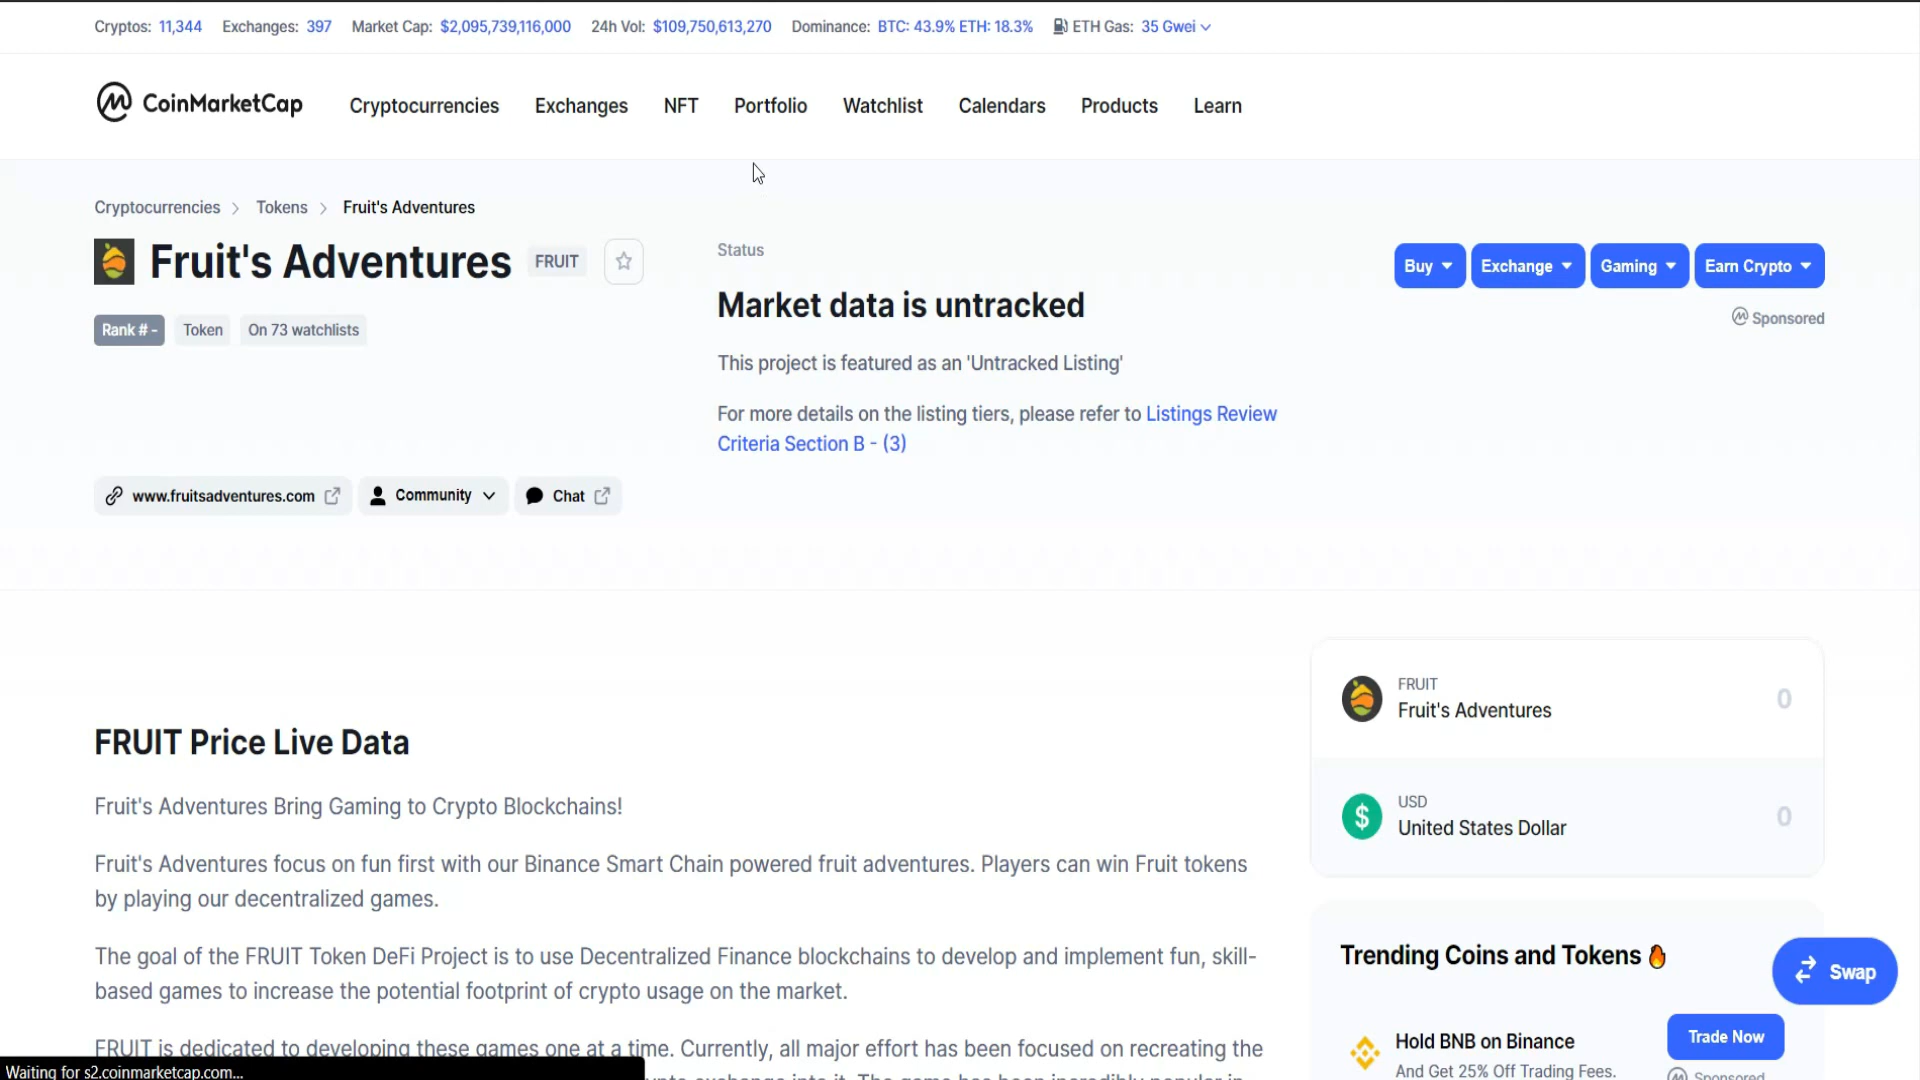 Cryptos: 11,344 Exchanges: 397 Market Cap: $2,095,739,116,000 24h Vol: $109,750,613,270 Dominance: BTC: 43.9% ETH: 18.3% ETH Gas: 35 Gwei
CoinMarketCap Cryptocurrencies Exchanges NFT Portfolio Watchlist Calendars Products Learn
Cryptocurrencies > Tokens > Fruit's Adventures
Fruit's Adventures FRUIT
Rank # - Token On 73 watchlists
www.fruitsadventures.com Community Chat
Status
Market data is untracked
This project is featured as an 'Untracked Listing'
For more details on the listing tiers, please refer to Listings Review
Criteria Section B - (3)
Buy Exchange Gaming Earn Crypto
Sponsored
FRUIT Price Live Data
Fruit's Adventures Bring Gaming to Crypto Blockchains!
Fruit's Adventures focus on fun first with our Binance Smart Chain powered fruit adventures. Players can win Fruit tokens
by playing our decentralized games.
The goal of the FRUIT Token DeFi Project is to use Decentralized Finance blockchains to develop and implement fun, skill-
based games to increase the potential footprint of crypto usage on the market.
FRUIT is dedicated to developing these games one at a time. Currently, all major effort has been focused on recreating the
FRUIT
Fruit's Adventures 0
USD
$ United States Dollar 0
Trending Coins and Tokens
Swap
Hold BNB on Binance
And Get 25% Off Trading Fees.
Trade Now
Sponsored
Waiting for s2.coinmarketcap.com...